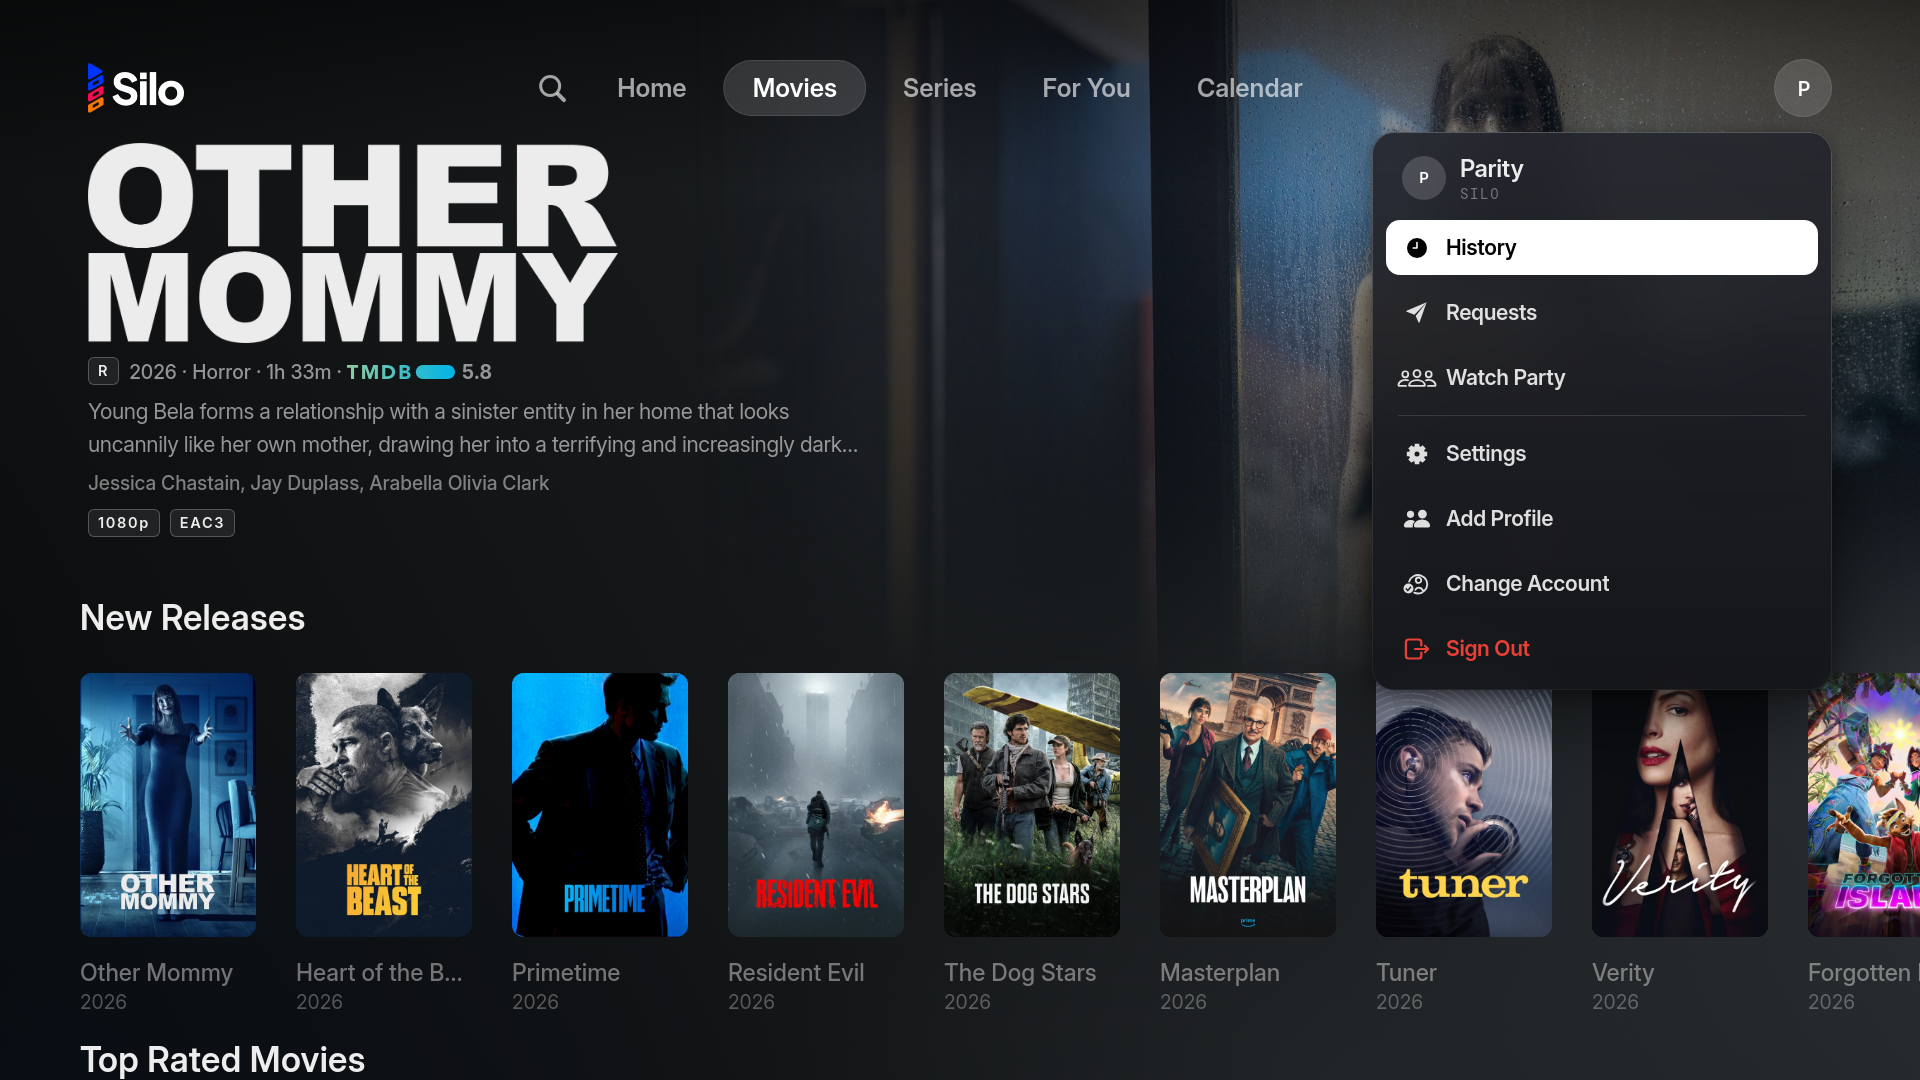 Silo
Home
Movies
Series
For You
Calendar
P
OTHER
MOMMY
R
2026 · Horror · 1h 33m · TMDB 5.8
Young Bela forms a relationship with a sinister entity in her home that looks
uncannily like her own mother, drawing her into a terrifying and increasingly dark...
Jessica Chastain, Jay Duplass, Arabella Olivia Clark
1080p
EAC3
P
Parity
SILO
History
Requests
Watch Party
Settings
Add Profile
Change Account
Sign Out
New Releases
OTHER
MOMMY
HEART OF THE
BEAST
PRIMETIME
RESIDENT EVIL
THE DOG STARS
MASTERPLAN
prime
tuner
Verity
Other Mommy
2026
Heart of the B...
2026
Primetime
2026
Resident Evil
2026
The Dog Stars
2026
Masterplan
2026
Tuner
2026
Verity
2026
Forgotten
2026
Top Rated Movies